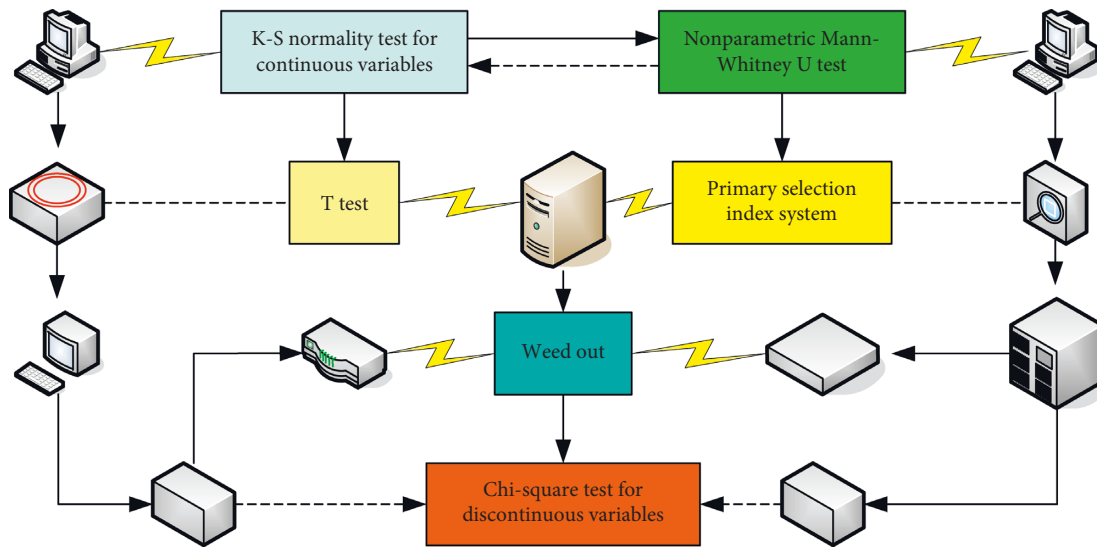 K-S normality test for
continuous variables
Nonparametric Mann-
Whitney U test
T test
Primary selection
index system
Weed out
Chi-square test for
discontinuous variables